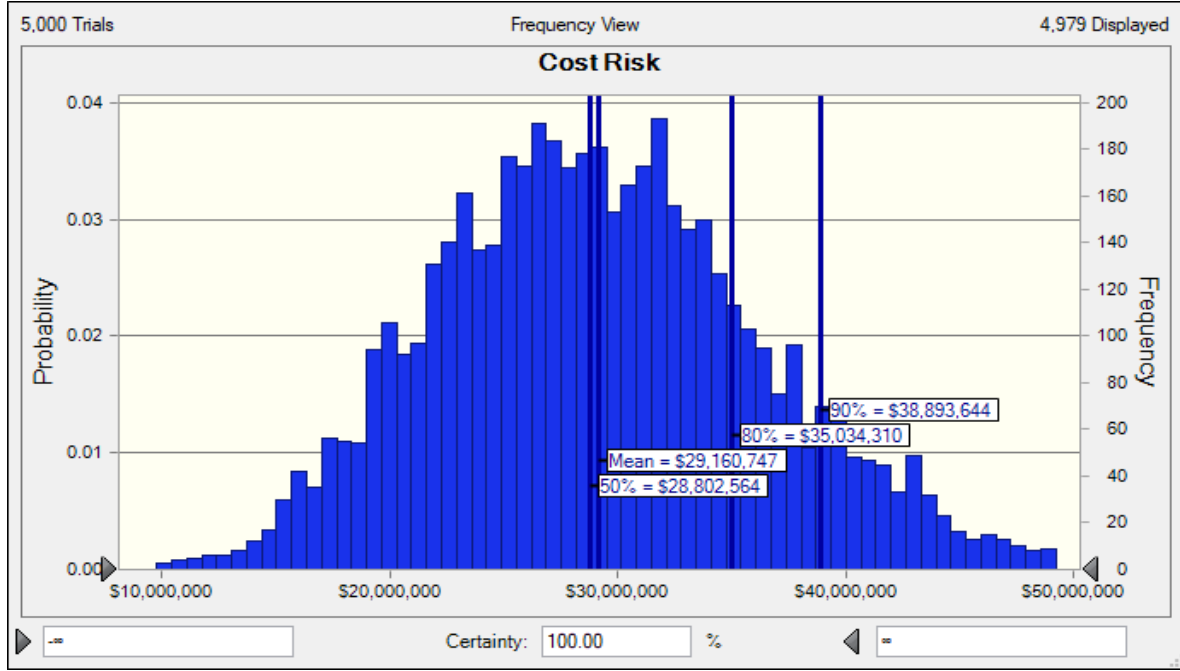 5,000 Trials Frequency View 4,979 Displayed
Cost Risk
0.04 200
180
160
0.03
140
120
0.02 100
80
90% = $38,893,644
60
80% = $35,034,310
0.01
Mean = $29,160,747
40
50% = $28,802,564
20
0.00 0
Probability
Frequency
$10,000,000 $20,000,000 $30,000,000 $40,000,000 $50,000,000
-∞ Certainty: 100.00 % ∞